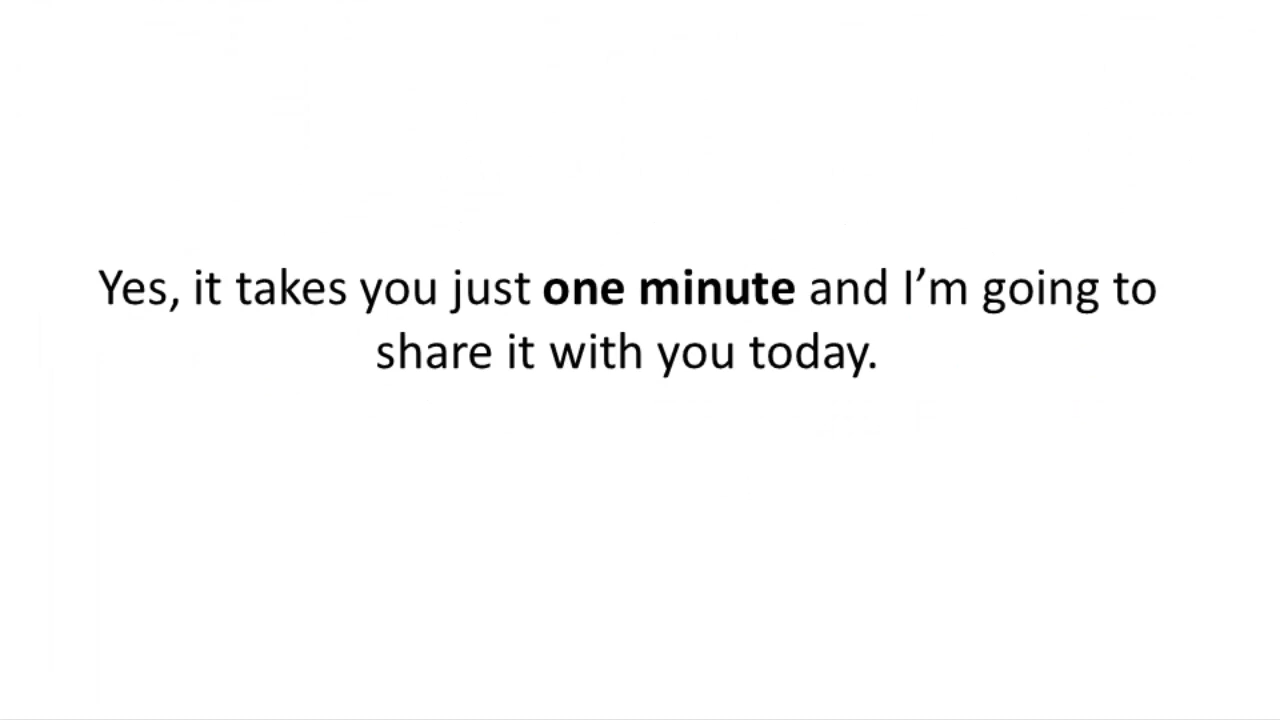 Yes, it takes you just one minute and I’m going to
share it with you today.